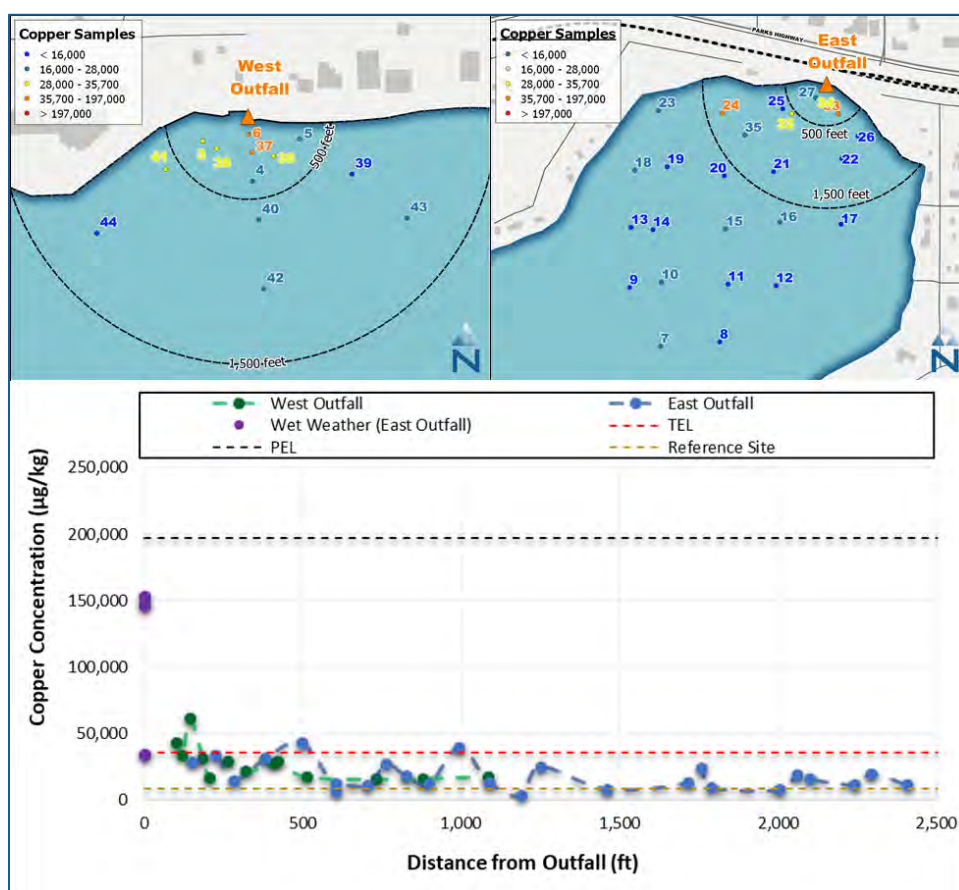 Copper Samples
< 16,000
16,000 - 28,000
28,000 - 35,700
35,700 - 197,000
> 197,000
West
Outfall
6
5
37
41
3
4
39
500 feet
40
43
44
42
1,500 feet
N
Copper Samples
< 16,000
16,000 - 28,000
28,000 - 35,700
35,700 - 197,000
> 197,000
PARKS HIGHWAY
East
Outfall
23
24
25
27
35
26
500 feet
18
19
20
21
22
1,500 feet
13
14
15
16
17
9
10
11
12
7
8
N
West Outfall
East Outfall
Wet Weather (East Outfall)
TEL
PEL
Reference Site
Copper Concentration (µg/kg)
250,000
200,000
150,000
100,000
50,000
0
0
500
1,000
1,500
2,000
2,500
Distance from Outfall (ft)